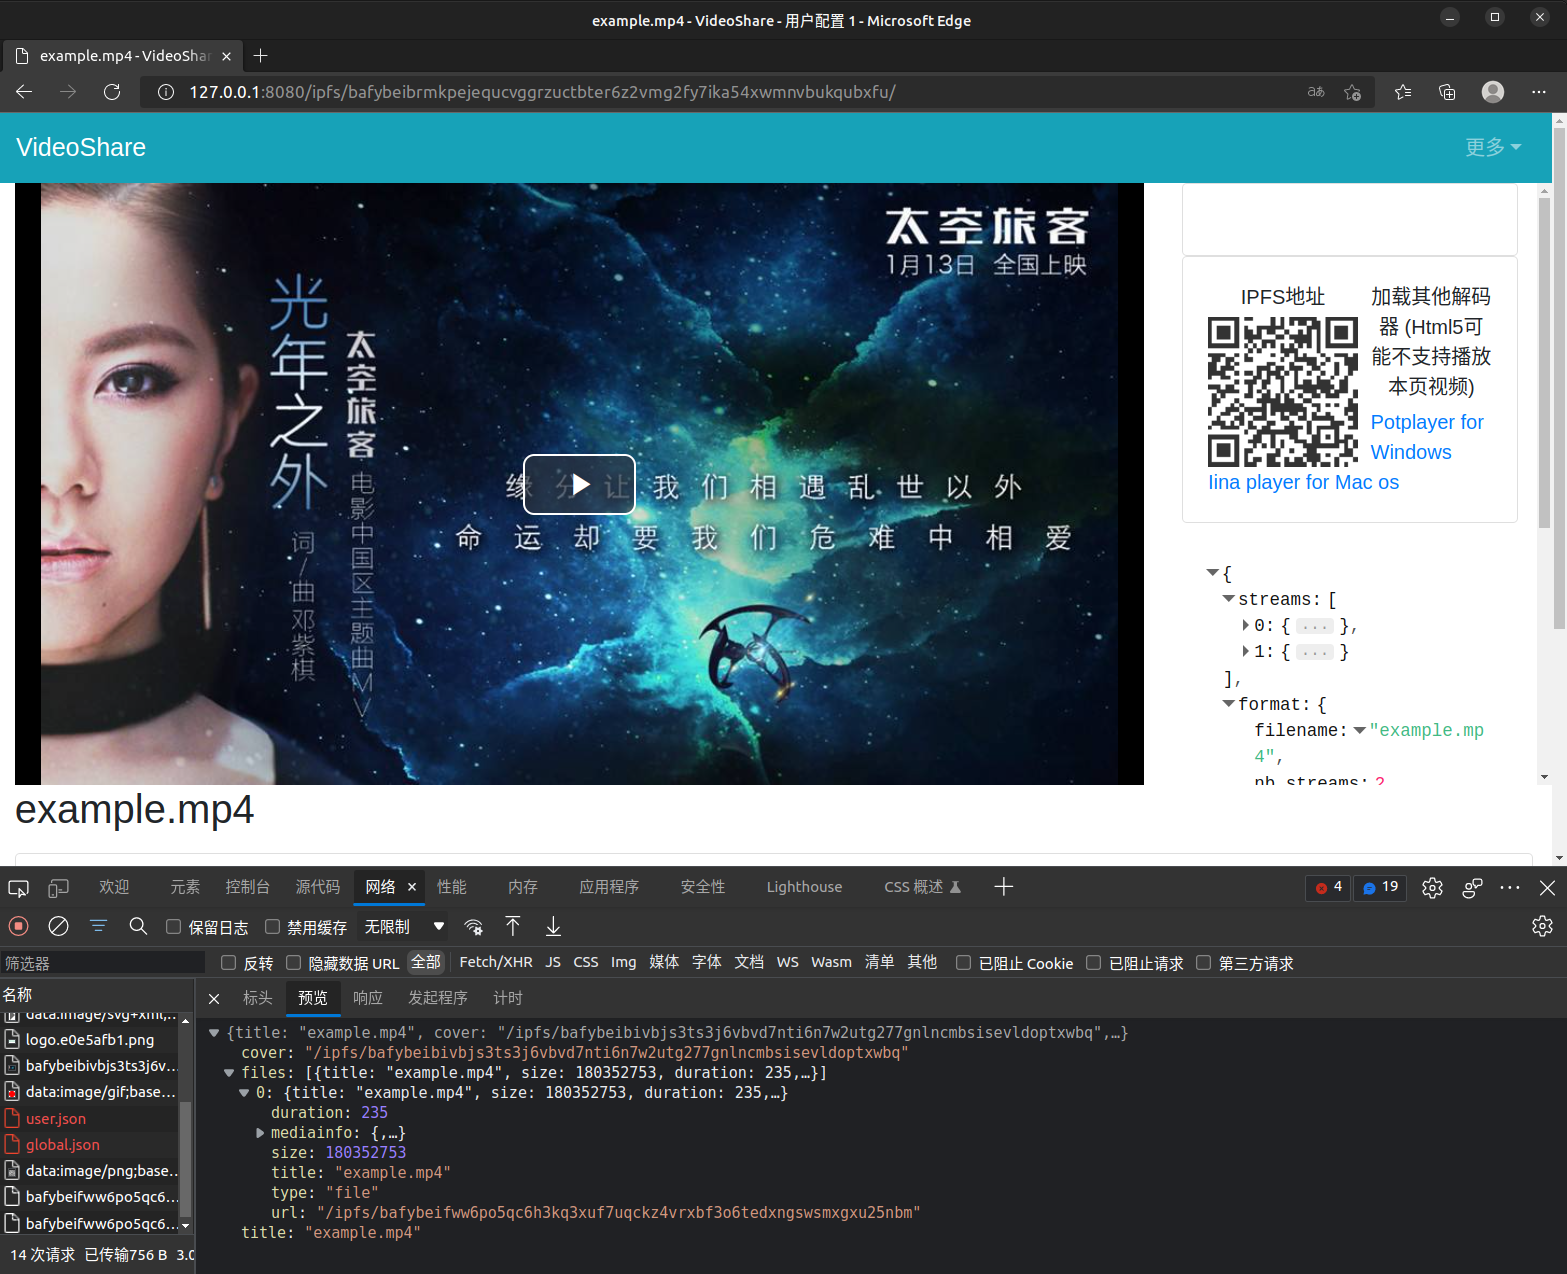 example.mp4 - VideoShare - 用户配置 1 - Microsoft Edge
example.mp4 - VideoShar
127.0.0.1:8080/ipfs/bafybeibrmkpejequcvggrzuctbter6z2vmg2fy7ika54xwmnvbukqubxfu/
VideoShare
更多
太空旅客
1月13日 全国上映
光年之外
太空旅客
电影中国区主题曲MV
词/曲 邓紫棋
缘分让我们相遇乱世以外
命运却要我们危难中相爱
IPFS地址
加载其他解码器 (Html5可能不支持播放本页视频)
Potplayer for Windows
Iina player for Mac os
{
streams: [
0: { ... },
1: { ... }
],
format: {
filename: "example.mp
4",
nb_streams: 2
example.mp4
欢迎 元素 控制台 源代码 网络 性能 内存 应用程序 安全性 Lighthouse CSS 概述 4 19
保留日志 禁用缓存 无限制
筛选器 反转 隐藏数据 URL 全部 Fetch/XHR JS CSS Img 媒体 字体 文档 WS Wasm 清单 其他 已阻止 Cookie 已阻止请求 第三方请求
名称
data:image/svg+xml;...
logo.e0e5afb1.png
bafybeibivbjs3ts3j6v...
data:image/gif;base...
user.json
global.json
data:image/png;base...
bafybeifww6po5qc6...
bafybeifww6po5qc6...
14 次请求 已传输756 B 3.0
标头 预览 响应 发起程序 计时
{title: "example.mp4", cover: "/ipfs/bafybeibivbjs3ts3j6vbvd7nti6n7w2utg277gnlncmbsisevldoptxwbq",…}
cover: "/ipfs/bafybeibivbjs3ts3j6vbvd7nti6n7w2utg277gnlncmbsisevldoptxwbq"
files: [{title: "example.mp4", size: 180352753, duration: 235,…}]
0: {title: "example.mp4", size: 180352753, duration: 235,…}
duration: 235
mediainfo: {,…}
size: 180352753
title: "example.mp4"
type: "file"
url: "/ipfs/bafybeifww6po5qc6h3kq3xuf7uqckz4vrxbf3o6tedxngswsmxgxu25nbm"
title: "example.mp4"